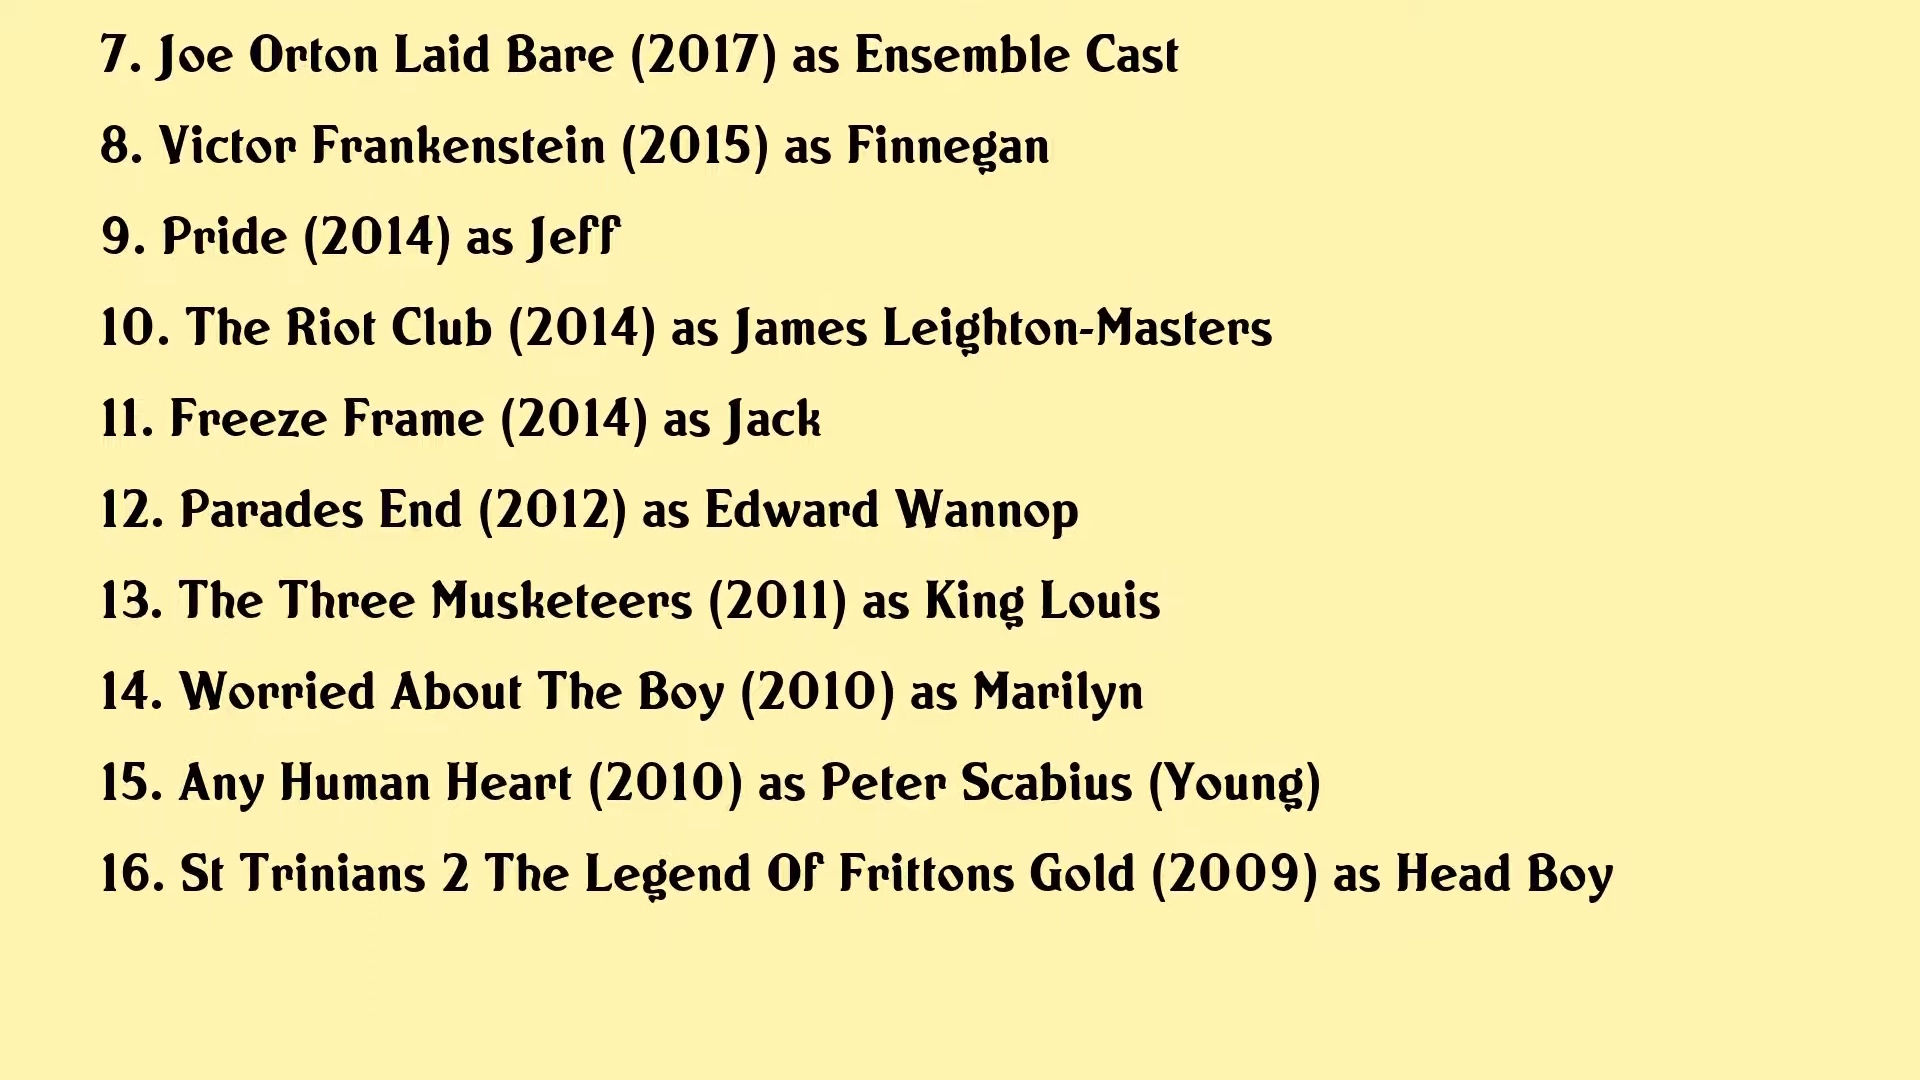 7. Joe Orton Laid Bare (2017) as Ensemble Cast
8. Victor Frankenstein (2015) as Finnegan
9. Pride (2014) as Jeff
10. The Riot Club (2014) as James Leighton-Masters
11. Freeze Frame (2014) as Jack
12. Parades End (2012) as Edward Wannop
13. The Three Musketeers (2011) as King Louis
14. Worried About The Boy (2010) as Marilyn
15. Any Human Heart (2010) as Peter Scabius (Young)
16. St Trinians 2 The Legend Of Frittons Gold (2009) as Head Boy